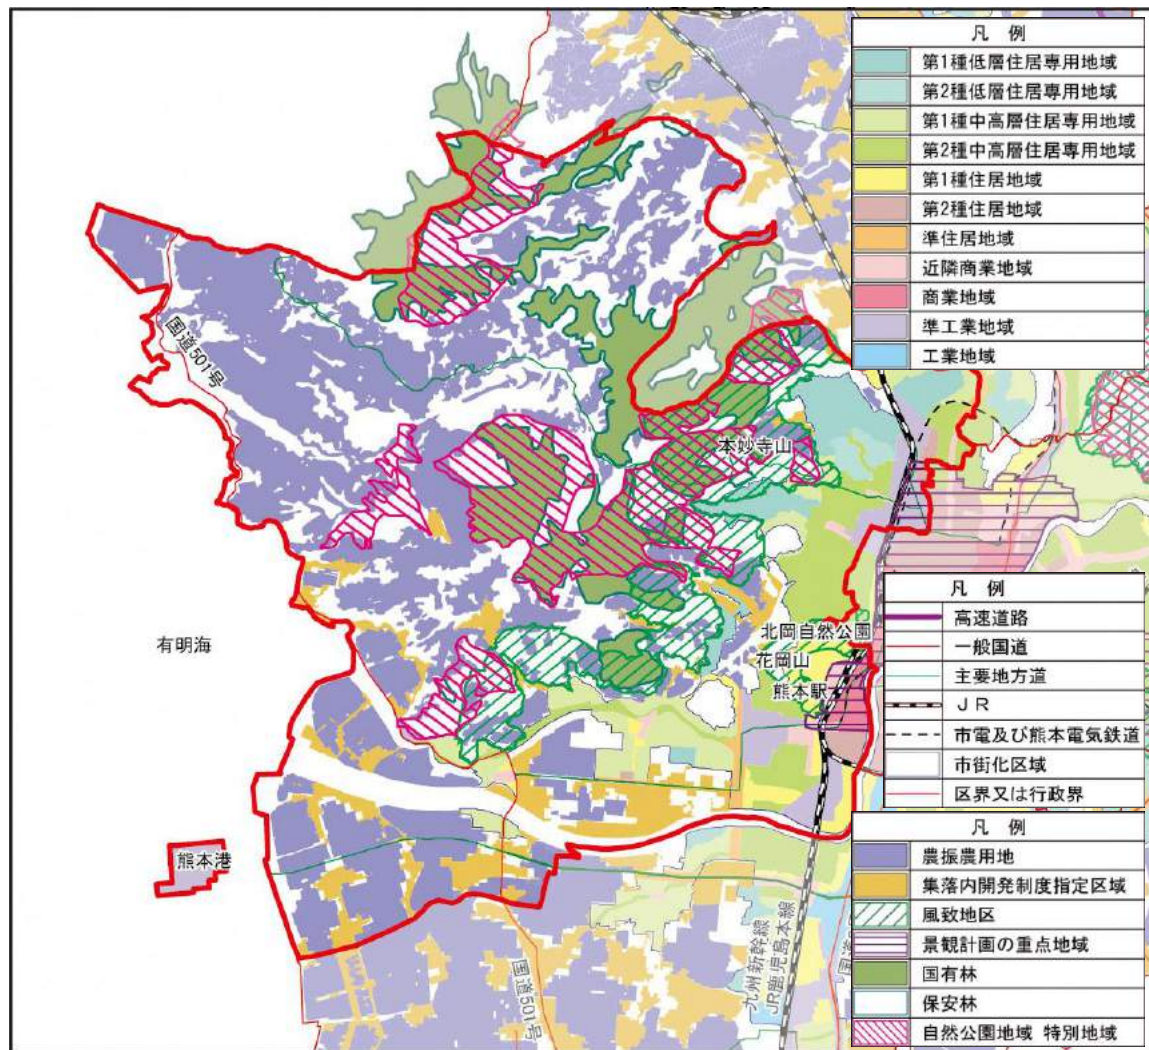 凡 例
第1種低層住居専用地域
第2種低層住居専用地域
第1種中高層住居専用地域
第2種中高層住居専用地域
第1種住居地域
第2種住居地域
準住居地域
近隣商業地域
商業地域
準工業地域
工業地域
国道501号
本妙寺山
有明海
北岡自然公園
花岡山
熊本駅
熊本港
凡 例
高速道路
一般国道
主要地方道
JR
市電及び熊本電気鉄道
市街化区域
区界又は行政界
凡 例
農振農用地
集落内開発制度指定区域
風致地区
景観計画の重点地域
国有林
保安林
自然公園地域 特別地域
国道501号
九州新幹線
JR鹿児島本線